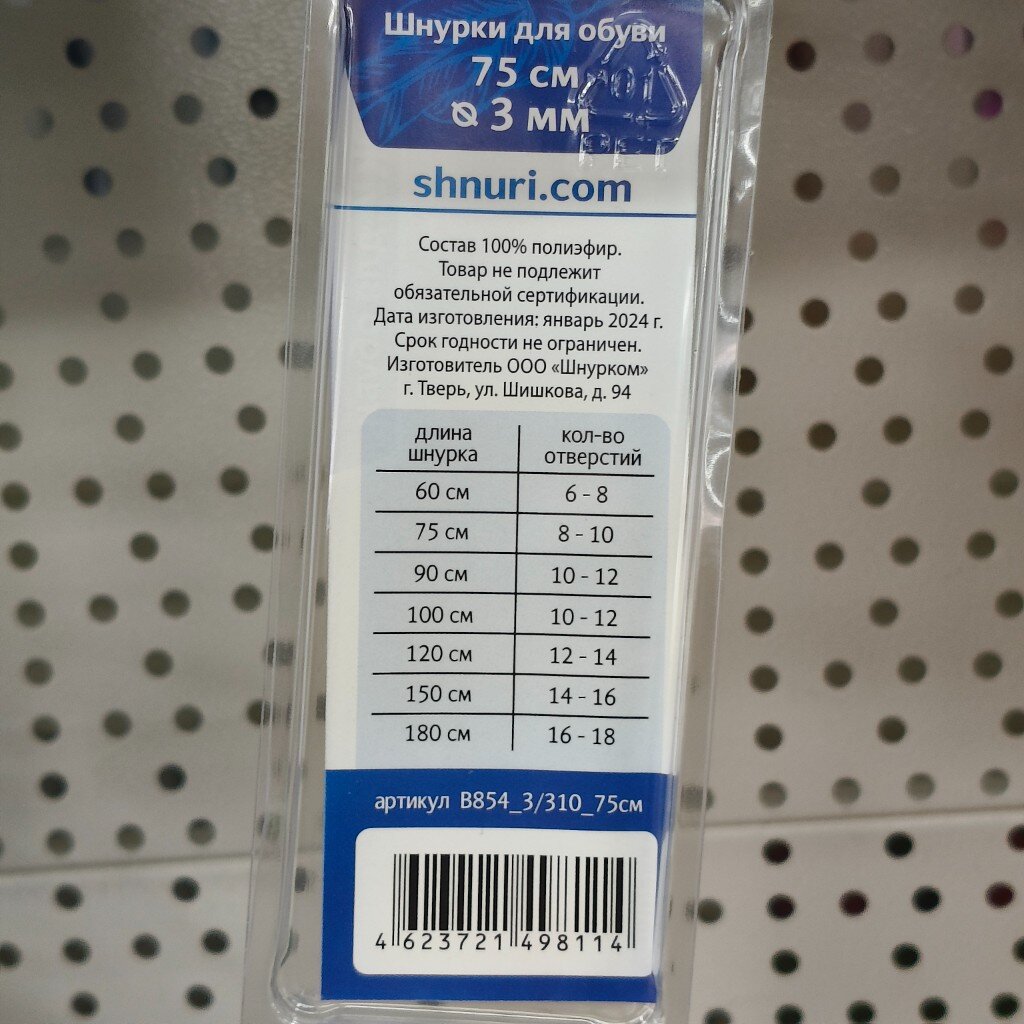 Шнурки для обуви
75 см
⌀ 3 мм
shnuri.com
Состав 100% полиэфир.
Товар не подлежит
обязательной сертификации.
Дата изготовления: январь 2024 г.
Срок годности не ограничен.
Изготовитель ООО «Шнурком»
г. Тверь, ул. Шишкова, д. 94
длина шнурка кол-во отверстий
60 см 6 - 8
75 см 8 - 10
90 см 10 - 12
100 см 10 - 12
120 см 12 - 14
150 см 14 - 16
180 см 16 - 18
артикул В854_3/310_75см
4 623721 498114